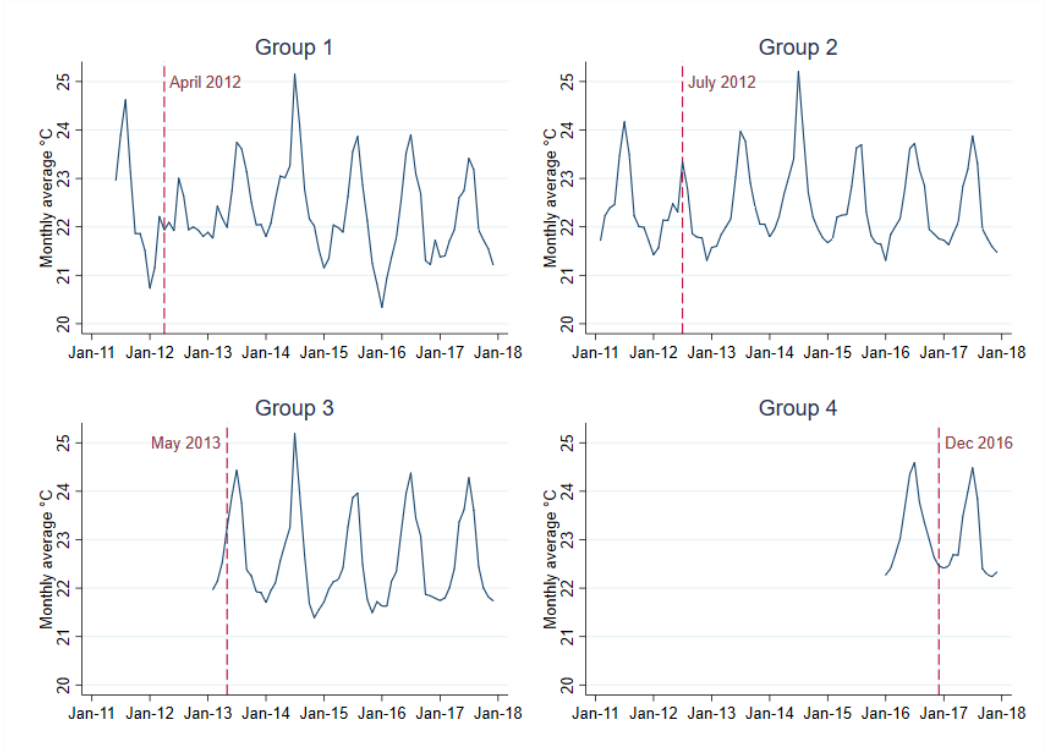 Group 1
April 2012
Monthly average °C
25
24
23
22
21
20
Jan-11 Jan-12 Jan-13 Jan-14 Jan-15 Jan-16 Jan-17 Jan-18
Group 2
July 2012
Monthly average °C
25
24
23
22
21
20
Jan-11 Jan-12 Jan-13 Jan-14 Jan-15 Jan-16 Jan-17 Jan-18
Group 3
May 2013
Monthly average °C
25
24
23
22
21
20
Jan-11 Jan-12 Jan-13 Jan-14 Jan-15 Jan-16 Jan-17 Jan-18
Group 4
Dec 2016
Monthly average °C
25
24
23
22
21
20
Jan-11 Jan-12 Jan-13 Jan-14 Jan-15 Jan-16 Jan-17 Jan-18